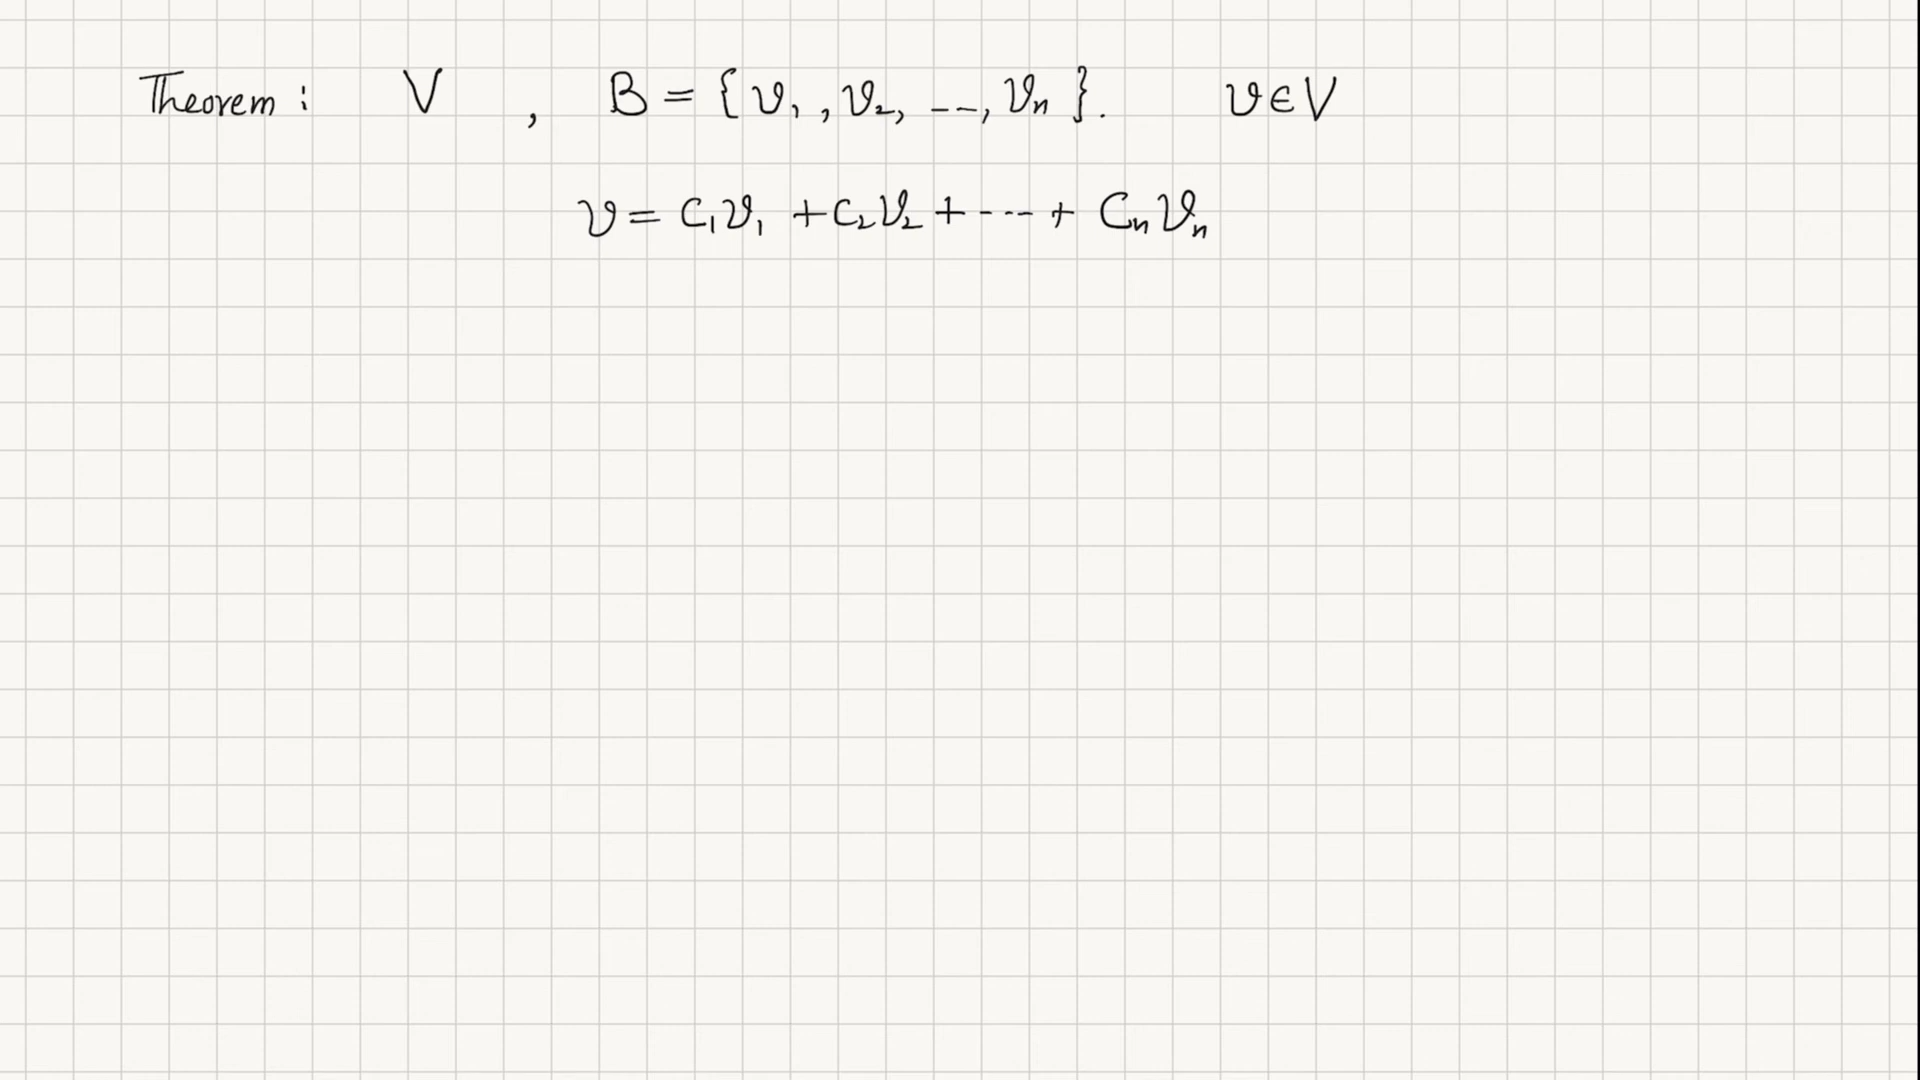 Theorem : V , B = { v₁ , v₂, --, vₙ }. v ∈ V
v = c₁v₁ + c₂v₂ + --- + cₙvₙ